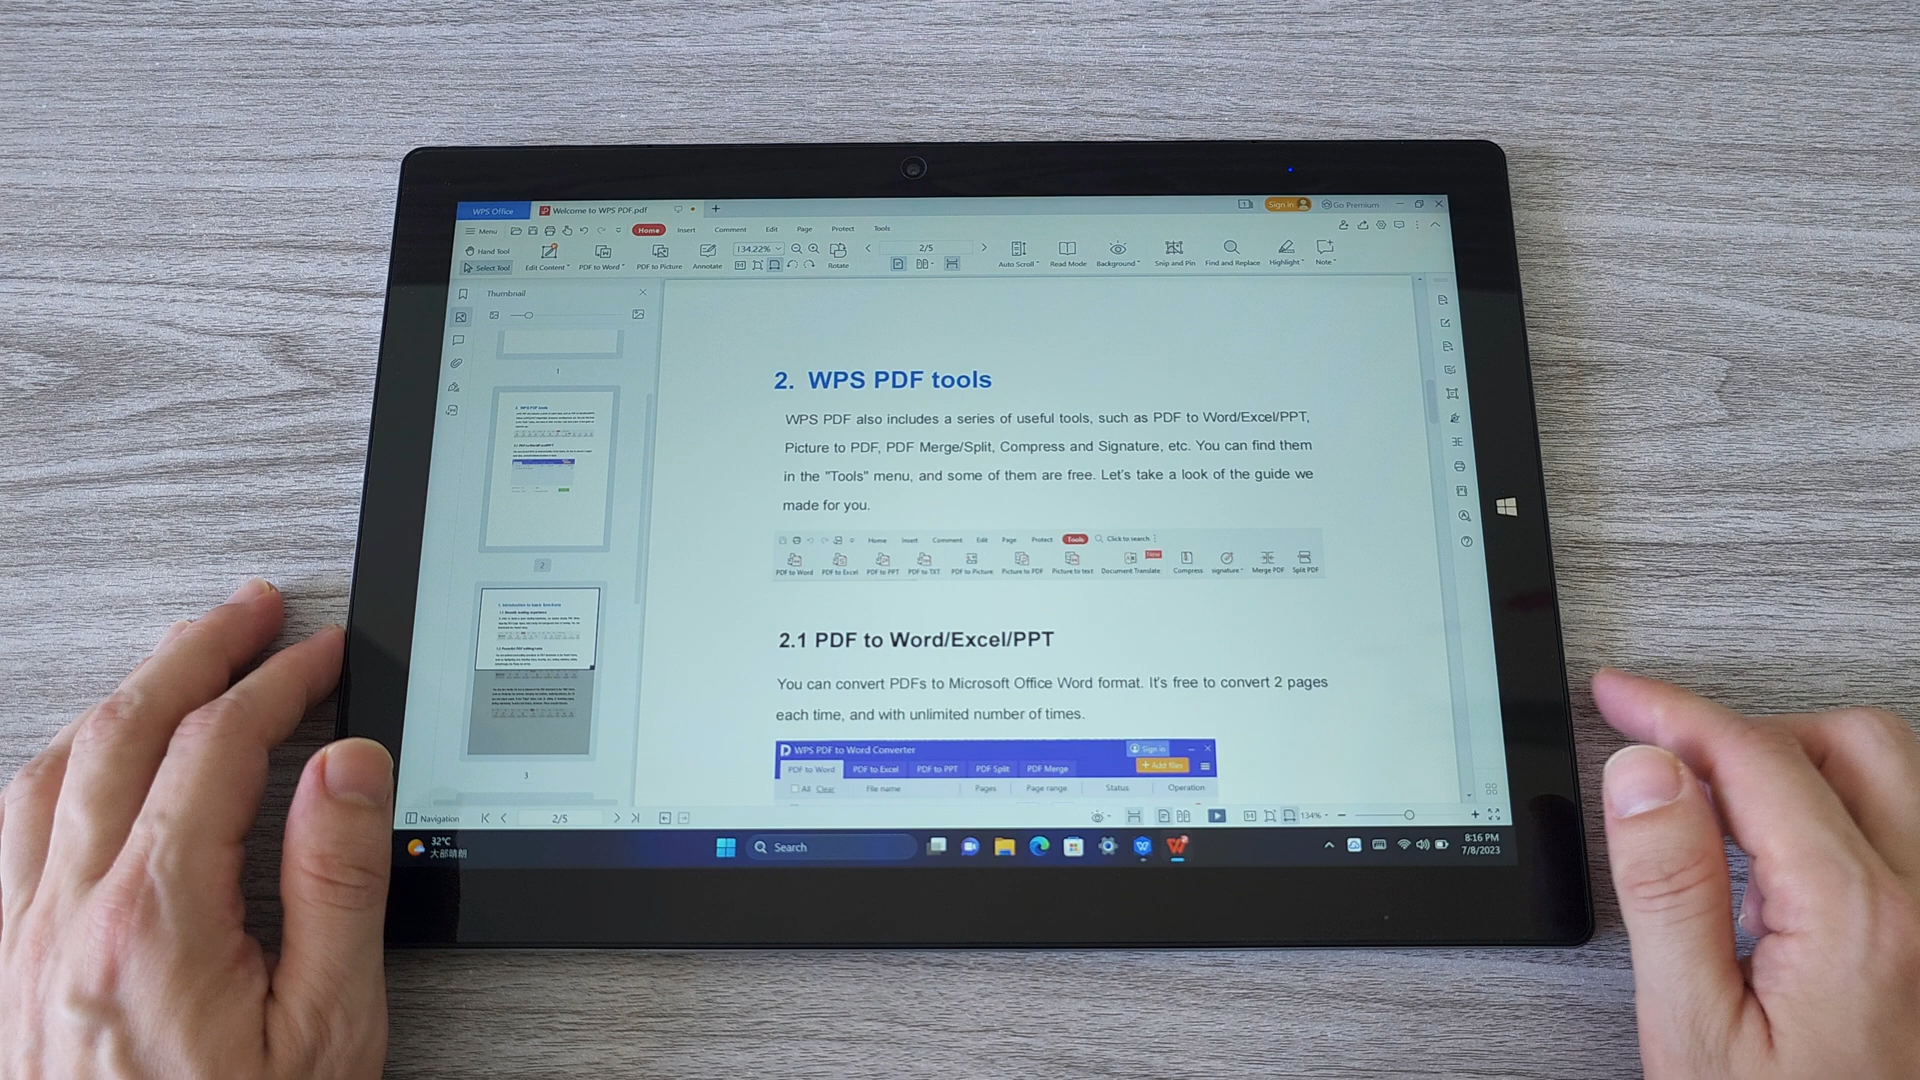 WPS Office
Welcome to WPS PDF.pdf
Sign in
Go Premium
Menu
Home
Insert
Comment
Edit
Page
Protect
Tools
Hand Tool
Select Tool
Edit Content
PDF to Word
PDF to Picture
Annotate
134.22%
Rotate
2/5
Auto Scroll
Read Mode
Background
Snip and Pin
Find and Replace
Highlight
Note
Thumbnail
1
2
3
2. WPS PDF tools
WPS PDF also includes a series of useful tools, such as PDF to Word/Excel/PPT,
Picture to PDF, PDF Merge/Split, Compress and Signature, etc. You can find them
in the "Tools" menu, and some of them are free. Let's take a look of the guide we
made for you.
Home Insert Comment Edit Page Protect Tools Click to search
PDF to Word PDF to Excel PDF to PPT PDF to TXT PDF to Picture Picture to PDF Picture to text Document Translate New Compress signature Merge PDF Split PDF
2.1 PDF to Word/Excel/PPT
You can convert PDFs to Microsoft Office Word format. It's free to convert 2 pages
each time, and with unlimited number of times.
WPS PDF to Word Converter
Sign in
PDF to Word PDF to Excel PDF to PPT PDF Split PDF Merge
+ Add files
All Clear File name Pages Page range Status Operation
Navigation
2/5
134%
32℃
大部晴朗
Search
8:16 PM
7/8/2023